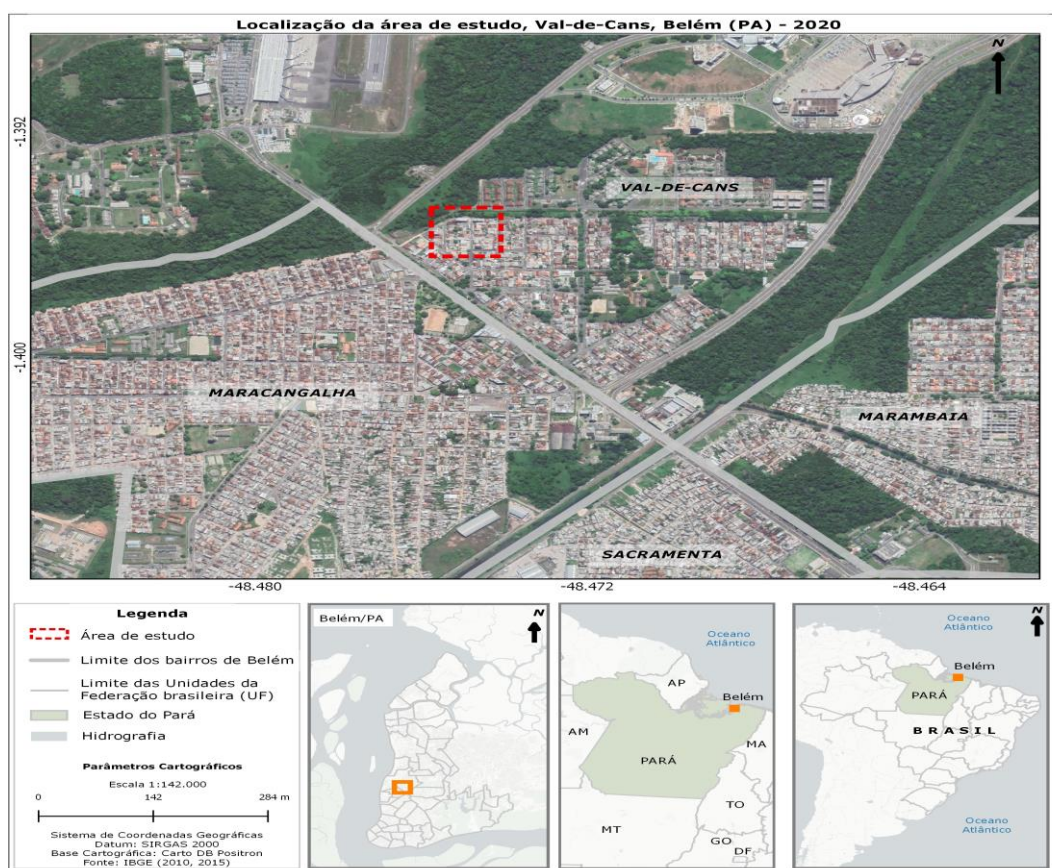 Localização da área de estudo, Val-de-Cans, Belém (PA) - 2020
N
-1.392
VAL-DE-CANS
-1.400
MARACANGALHA
MARAMBAIA
SACRAMENTA
-48.480
-48.472
-48.464
Legenda
Área de estudo
Limite dos bairros de Belém
Limite das Unidades da
Federação brasileira (UF)
Estado do Pará
Hidrografia
Parâmetros Cartográficos
Escala 1:142.000
0 142 284 m
Sistema de Coordenadas Geográficas
Datum: SIRGAS 2000
Base Cartográfica: Carto DB Positron
Fonte: IBGE (2010, 2015)
Belém/PA
N
Oceano
Atlântico
AP
Belém
AM
PARÁ
MA
TO
MT
GO
DF
Oceano
Atlântico
N
Belém
PARÁ
BRASIL
Oceano
Atlântico